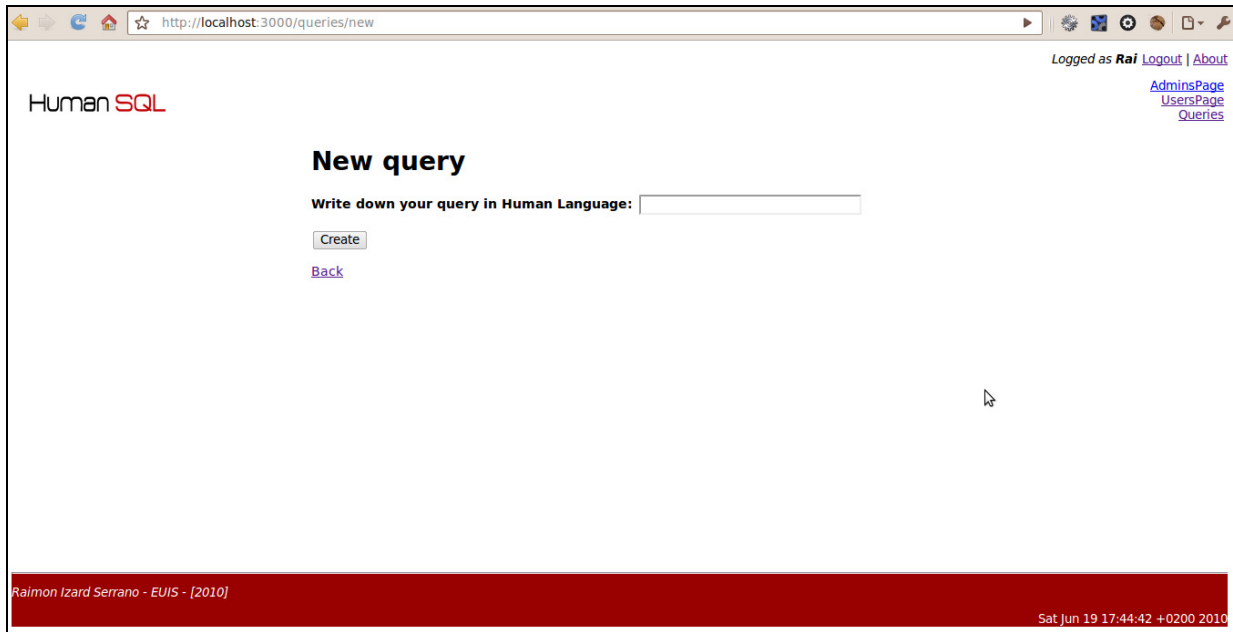 http://localhost:3000/queries/new
Logged as Rai Logout | About
AdminsPage
UsersPage
Queries
Human SQL
New query
Write down your query in Human Language:
Create
Back
Raimon Izard Serrano - EUIS - [2010]
Sat Jun 19 17:44:42 +0200 2010